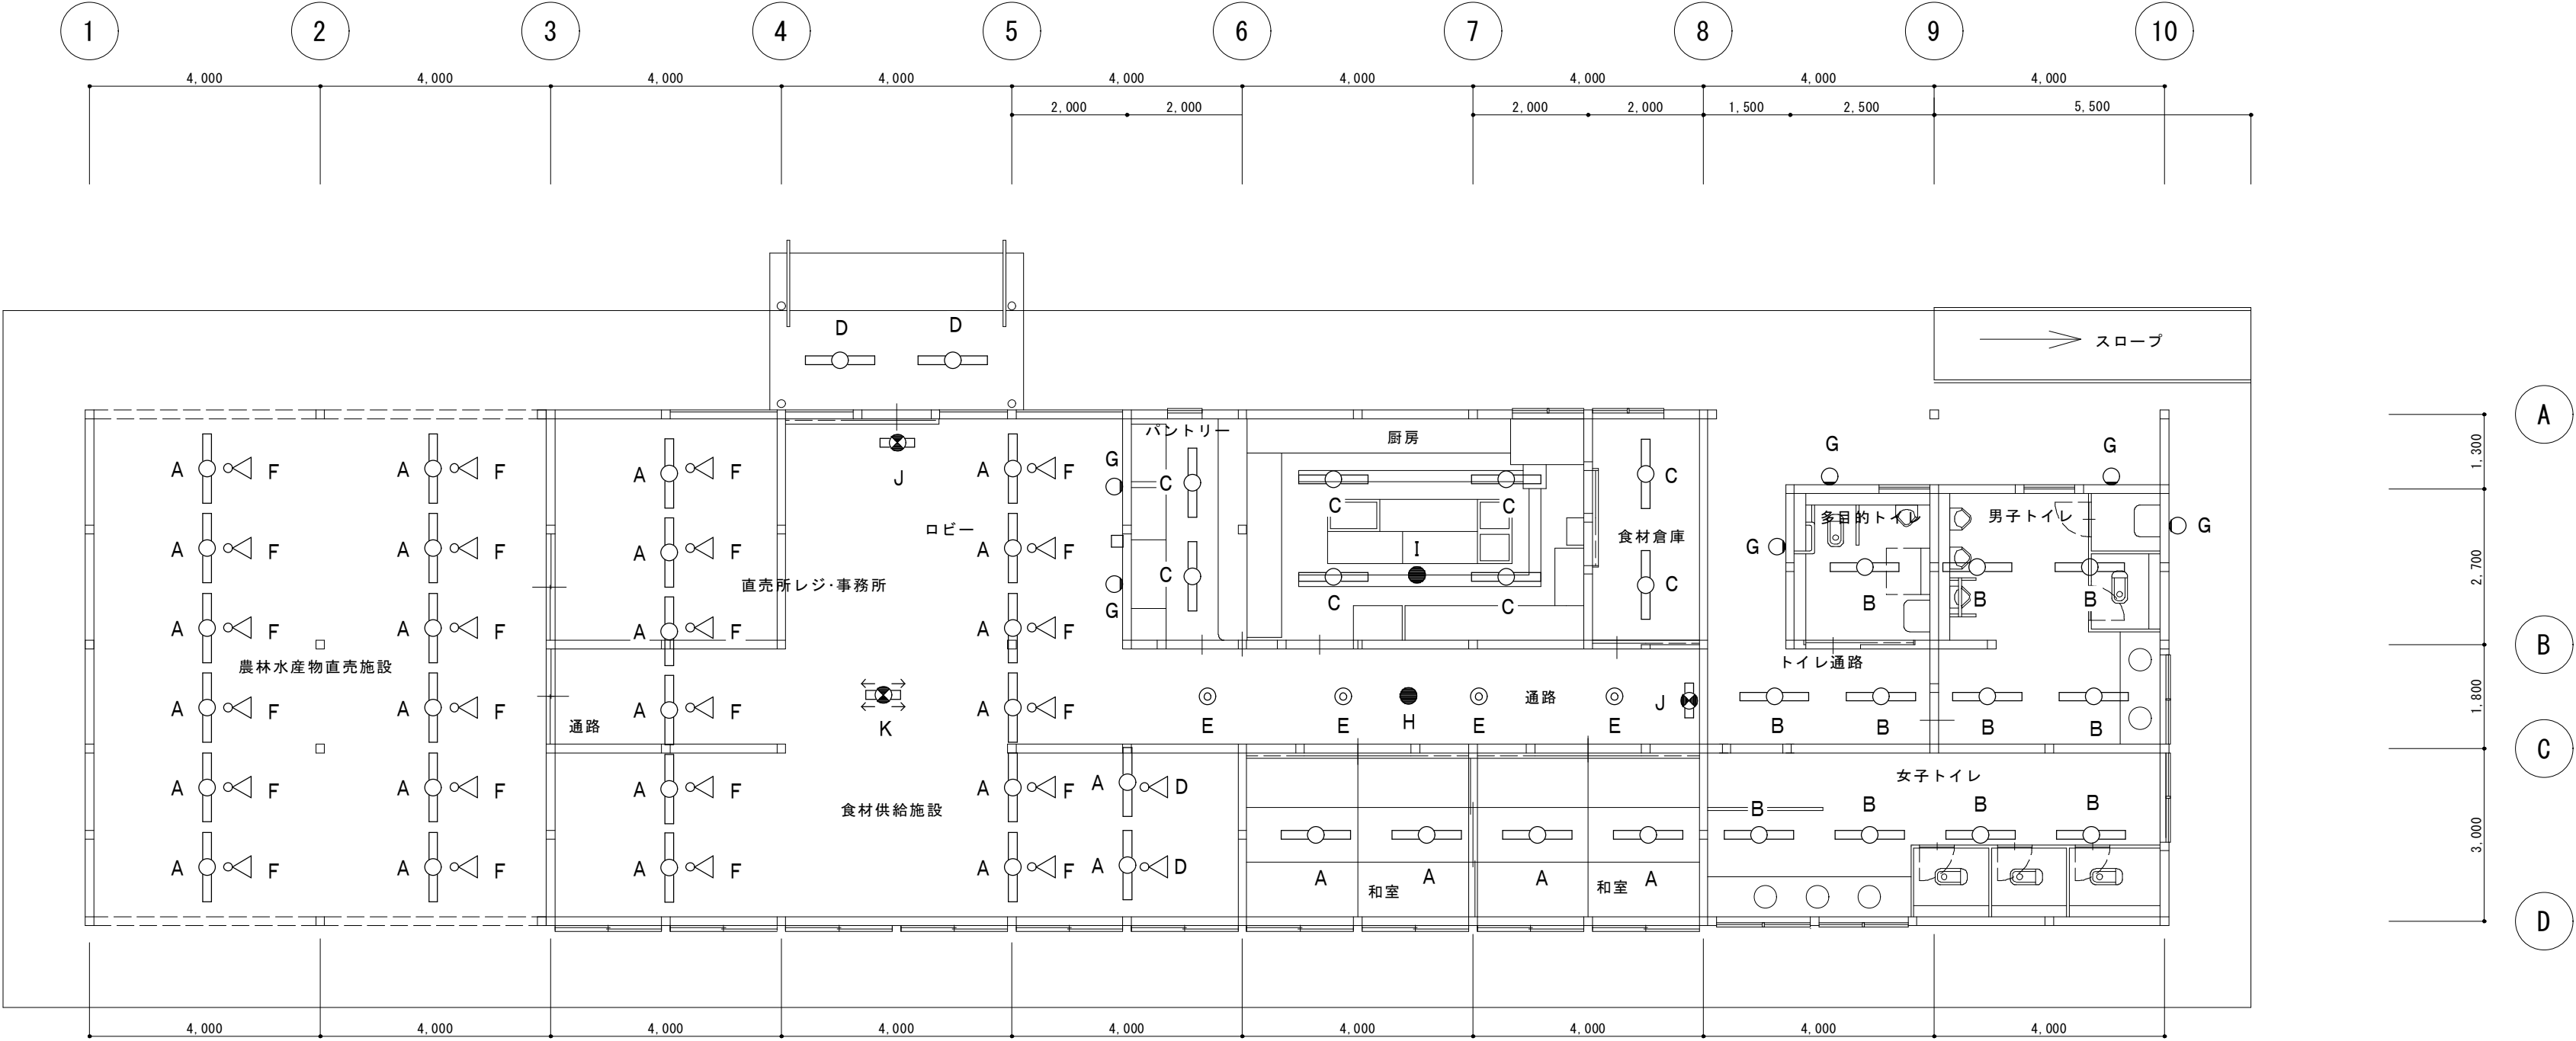 1 2 3 4 5 6 7 8 9 10
4,000 4,000 4,000 4,000 4,000 4,000 4,000 4,000 4,000
2,000 2,000 2,000 2,000 1,500 2,500 5,500
D D
スロープ
A
パントリー 厨房 G G 1,300
A F A F A F J A F G C C C C
ロビー 食材倉庫 多目的トイレ 男子トイレ G
A F A F A F A F I G
直売所レジ・事務所 C C 2,700
A F A F A F A F G C C B B B
B
農林水産物直売施設 トイレ通路
A F A F A F A F J 1,800
通路 K E E H E 通路 E B B B B
C
女子トイレ
A F A F A F A F A D B B B B
食材供給施設 3,000
A F A F A F A F A D A A A A
和室 和室
D
4,000 4,000 4,000 4,000 4,000 4,000 4,000 4,000 4,000